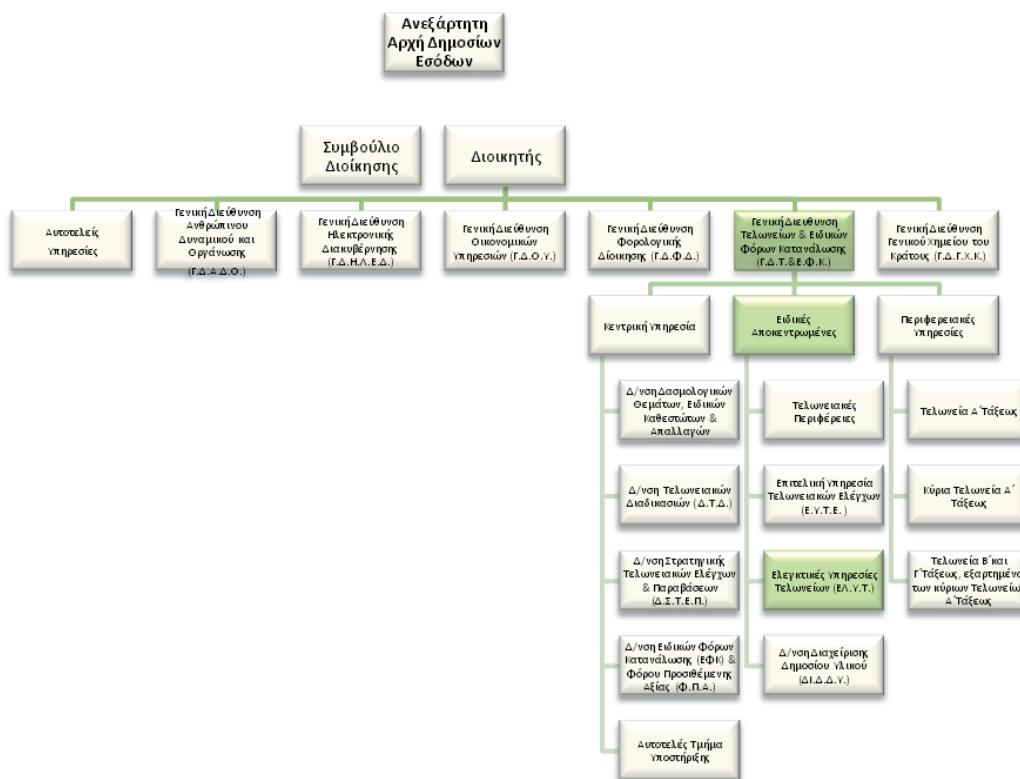 Ανεξάρτητη
Αρχή Δημοσίων
Εσόδων
Συμβούλιο
Διοίκησης
Διοικητής
Αυτοτελείς
Υπηρεσίες
Γενική Διεύθυνση
Ανθρώπινου
Δυναμικού και
Οργάνωσης
(Γ.Δ.Α.Δ.Ο.)
Γενική Διεύθυνση
Ηλεκτρονικής
Διακυβέρνησης
(Γ.Δ.Η.Λ.Ε.Δ.)
Γενική Διεύθυνση
Οικονομικών
Υπηρεσιών (Γ.Δ.Ο.Υ.)
Γενική Διεύθυνση
Φορολογικής
Διοίκησης (Γ.Δ.Φ.Δ.)
Γενική Διευθυνση
Τελωνείων & Ειδικών
Φόρων Κατανάλωσης
(Γ.Δ.Τ.&Ε.Φ.Κ.)
Γενική Διεύθυνση
Γενικού Χημείου του
Κράτους (Γ.Δ.Γ.Χ.Κ.)
Κεντρική Υπηρεσία
Ειδικές
Αποκεντρωμένες
Περιφερειακές
Υπηρεσίες
Δ/νση Δασμολογικών
Θεμάτων, Ειδικών
Καθεστώτων &
Απαλλαγών
Δ/νση Τελωνειακών
Διαδικασιών (Δ.Τ.Δ.)
Δ/νση Στρατηγικής
Τελωνειακών Ελέγχων
& Παραβάσεων
(Δ.Σ.Τ.Ε.Π.)
Δ/νση Ειδικών Φόρων
Κατανάλωσης (ΕΦΚ) &
Φόρου Προσιθέμενης
Αξίας (Φ.Π.Α.)
Αυτοτελές Τμήμα
Υποστήριξης
Τελωνειακές
Περιφέρειες
Επιτελική Υπηρεσία
Τελωνειακών Ελέγχων
(Ε.Υ.Τ.Ε.)
Ελεγκτικές Υπηρεσίες
Τελωνείων (ΕΛ.Υ.Τ.)
Δ/νση Διαχείρισης
Δημοσίου Υλικού
(ΔΙ.Δ.Δ.Υ.)
Τελωνεία Α΄Τάξεως
Κύρια Τελωνεία Α΄
Τάξεως
Τελωνεία Β΄και
Γ΄Τάξεως, εξαρτημένα
των κύριων Τελωνείων
Α΄Τάξεως